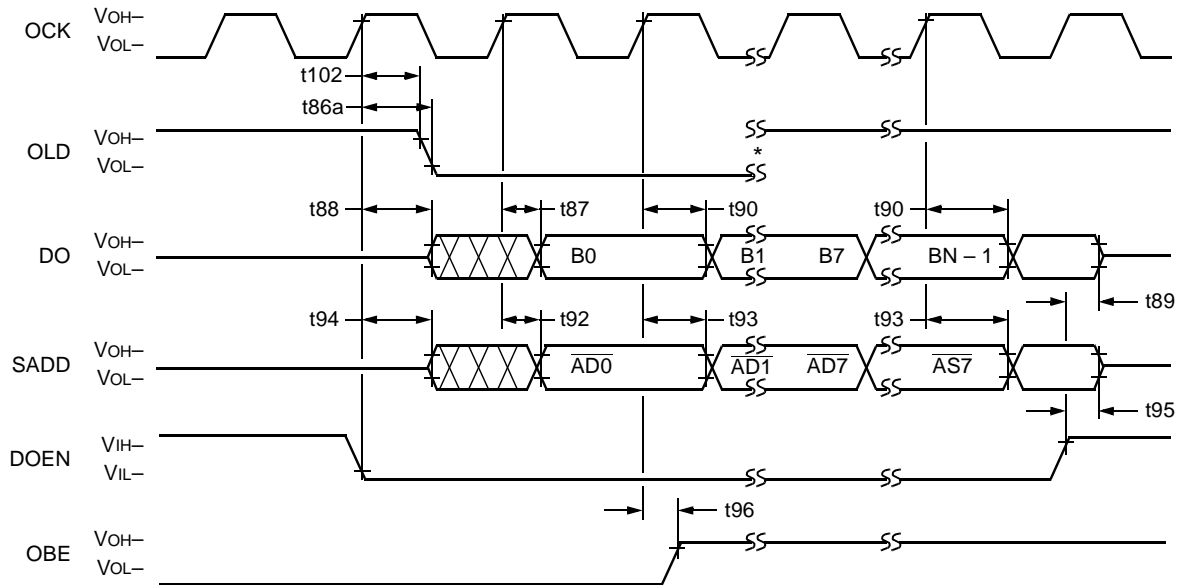 OCK VOH–
VOL–
t102
t86a
OLD VOH–
VOL–
*
t88 t87 t90 t90
DO VOH–
VOL–
B0 B1 B7 BN – 1
t89
t94 t92 t93 t93
SADD VOH–
VOL–
AD0 AD1 AD7 AS7
t95
DOEN VIH–
VIL–
t96
OBE VOH–
VOL–